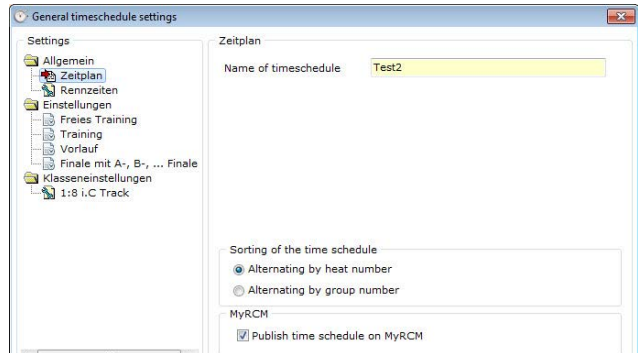 General timeschedule settings
Settings
Allgemein
Zeitplan
Rennzeiten
Einstellungen
Freies Training
Training
Vorlauf
Finale mit A-, B-, ... Finale
Klasseneinstellungen
1:8 i.C Track
Zeitplan
Name of timeschedule Test2
Sorting of the time schedule
Alternating by heat number
Alternating by group number
MyRCM
Publish time schedule on MyRCM